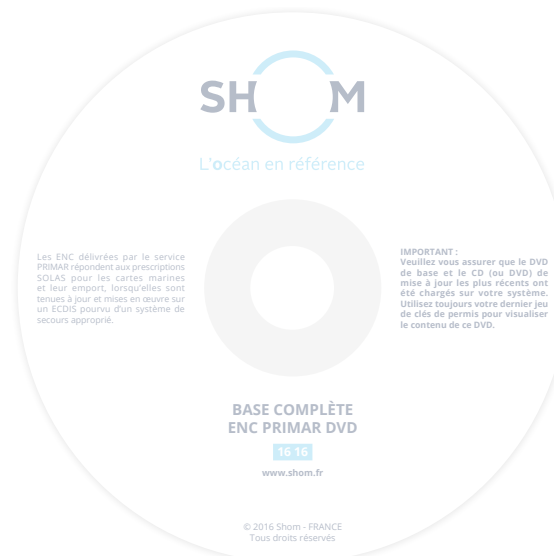 SHOM
L'océan en référence
Les ENC délivrées par le service
PRIMAR répondent aux prescriptions
SOLAS pour les cartes marines
et leur emport, lorsqu'elles sont
tenues à jour et mises en œuvre sur
un ECDIS pourvu d'un système de
secours approprié.
IMPORTANT :
Veuillez vous assurer que le DVD
de base et le CD (ou DVD) de
mise à jour les plus récents ont
été chargés sur votre système.
Utilisez toujours votre dernier jeu
de clés de permis pour visualiser
le contenu de ce DVD.
BASE COMPLÈTE
ENC PRIMAR DVD
16 16
www.shom.fr
© 2016 Shom - FRANCE
Tous droits réservés